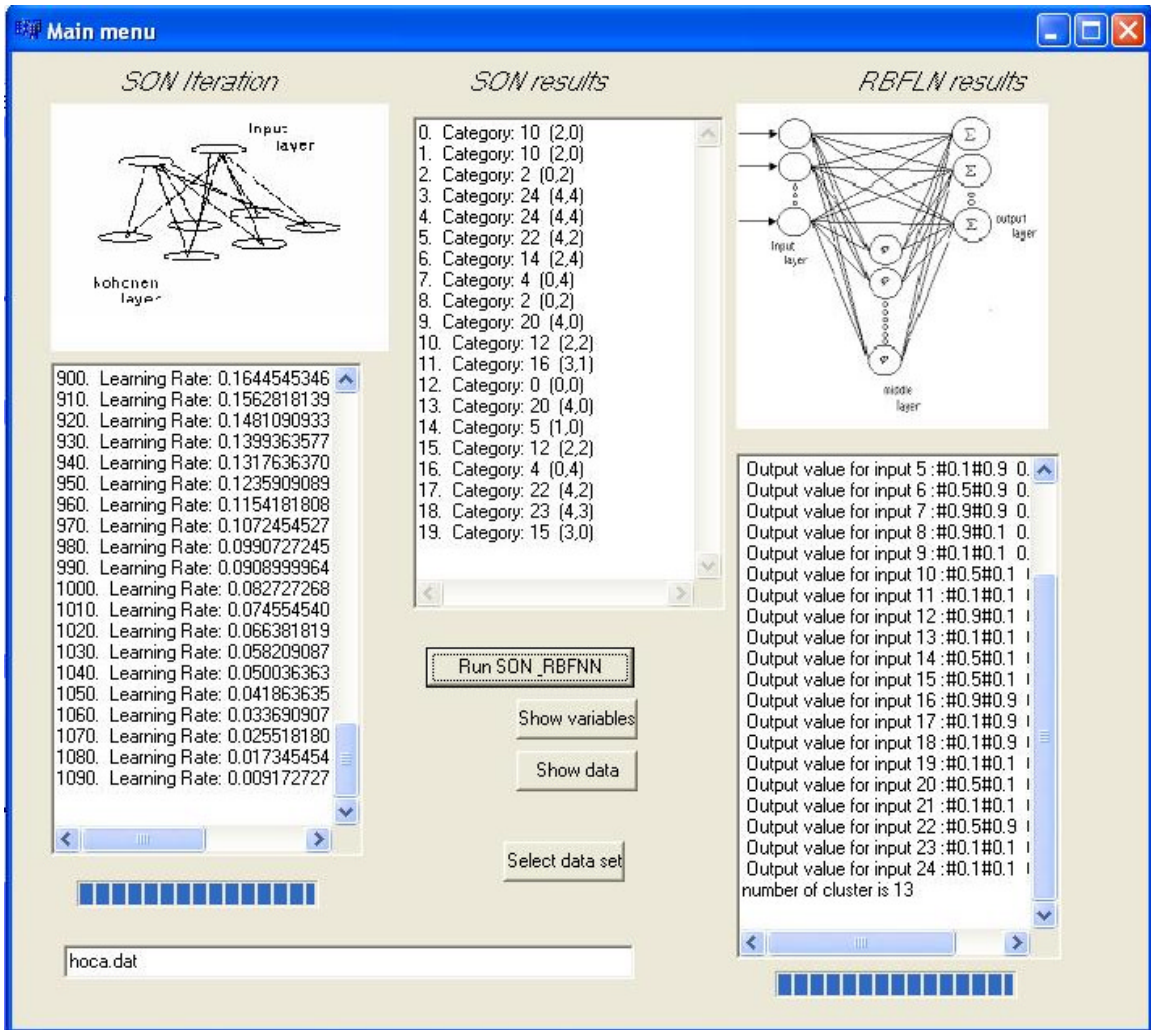 Main menu
SON Iteration
Input
layer
kohonen
layer
900. Learning Rate: 0.1644545346
910. Learning Rate: 0.1562818139
920. Learning Rate: 0.1481090933
930. Learning Rate: 0.1399363577
940. Learning Rate: 0.1317636370
950. Learning Rate: 0.1235909089
960. Learning Rate: 0.1154181808
970. Learning Rate: 0.1072454527
980. Learning Rate: 0.0990727245
990. Learning Rate: 0.0908999964
1000. Learning Rate: 0.082727268
1010. Learning Rate: 0.074554540
1020. Learning Rate: 0.066381819
1030. Learning Rate: 0.058209087
1040. Learning Rate: 0.050036363
1050. Learning Rate: 0.041863635
1060. Learning Rate: 0.033690907
1070. Learning Rate: 0.025518180
1080. Learning Rate: 0.017345454
1090. Learning Rate: 0.009172727
hoca.dat
SON results
0. Category: 10 (2,0)
1. Category: 10 (2,0)
2. Category: 2 (0,2)
3. Category: 24 (4,4)
4. Category: 24 (4,4)
5. Category: 22 (4,2)
6. Category: 14 (2,4)
7. Category: 4 (0,4)
8. Category: 2 (0,2)
9. Category: 20 (4,0)
10. Category: 12 (2,2)
11. Category: 16 (3,1)
12. Category: 0 (0,0)
13. Category: 20 (4,0)
14. Category: 5 (1,0)
15. Category: 12 (2,2)
16. Category: 4 (0,4)
17. Category: 22 (4,2)
18. Category: 23 (4,3)
19. Category: 15 (3,0)
Run SON_RBFNN
Show variables
Show data
Select data set
RBFLN results
Σ
Σ
Σ
output
layer
Input
layer
φ
φ
φ
middle
layer
Output value for input 5 :#0.1#0.9 0.
Output value for input 6 :#0.5#0.9 0.
Output value for input 7 :#0.9#0.9 0.
Output value for input 8 :#0.9#0.1 0.
Output value for input 9 :#0.1#0.1 0.
Output value for input 10 :#0.5#0.1
Output value for input 11 :#0.1#0.1
Output value for input 12 :#0.9#0.1
Output value for input 13 :#0.1#0.1
Output value for input 14 :#0.5#0.1
Output value for input 15 :#0.5#0.1
Output value for input 16 :#0.9#0.9
Output value for input 17 :#0.1#0.9
Output value for input 18 :#0.1#0.9
Output value for input 19 :#0.1#0.1
Output value for input 20 :#0.5#0.1
Output value for input 21 :#0.1#0.1
Output value for input 22 :#0.5#0.9
Output value for input 23 :#0.1#0.1
Output value for input 24 :#0.1#0.1
number of cluster is 13